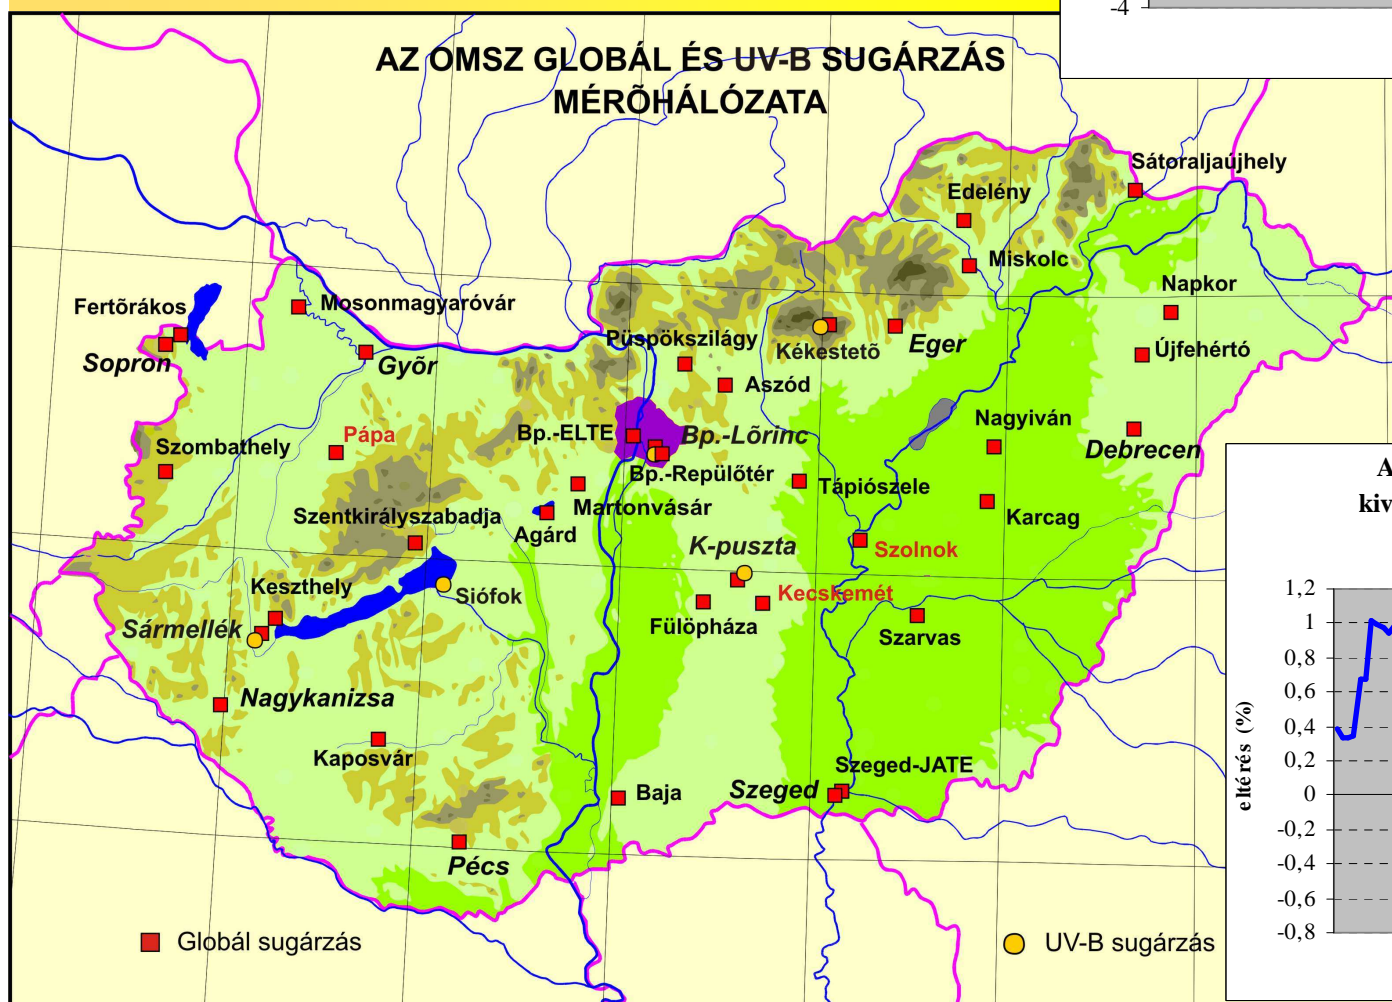 -4
AZ OMSZ GLOBÁL ÉS UV-B SUGÁRZÁS
MÉRÕHÁLÓZATA
Sátoraljaújhely
Edelény
Miskolc
Napkor
Fertõrákos
Mosonmagyaróvár
Püspökszilágy
Kékestetõ
Eger
Sopron
Gyõr
Újfehértó
Aszód
Nagyiván
Pápa
Bp.-ELTE
Bp.-Lõrinc
Szombathely
Debrecen
Bp.-Repülőtér
Tápiószele
Martonvásár
Szentkirályszabadja
Karcag
Agárd
K-puszta
Szolnok
Keszthely
Siófok
Kecskemét
Sármellék
Fülöpháza
Szarvas
Nagykanizsa
Kaposvár
Szeged-JATE
Szeged
Baja
Pécs
Globál sugárzás
UV-B sugárzás
A
kiv
eltérés (%)
1,2
1
0,8
0,6
0,4
0,2
0
-0,2
-0,4
-0,6
-0,8